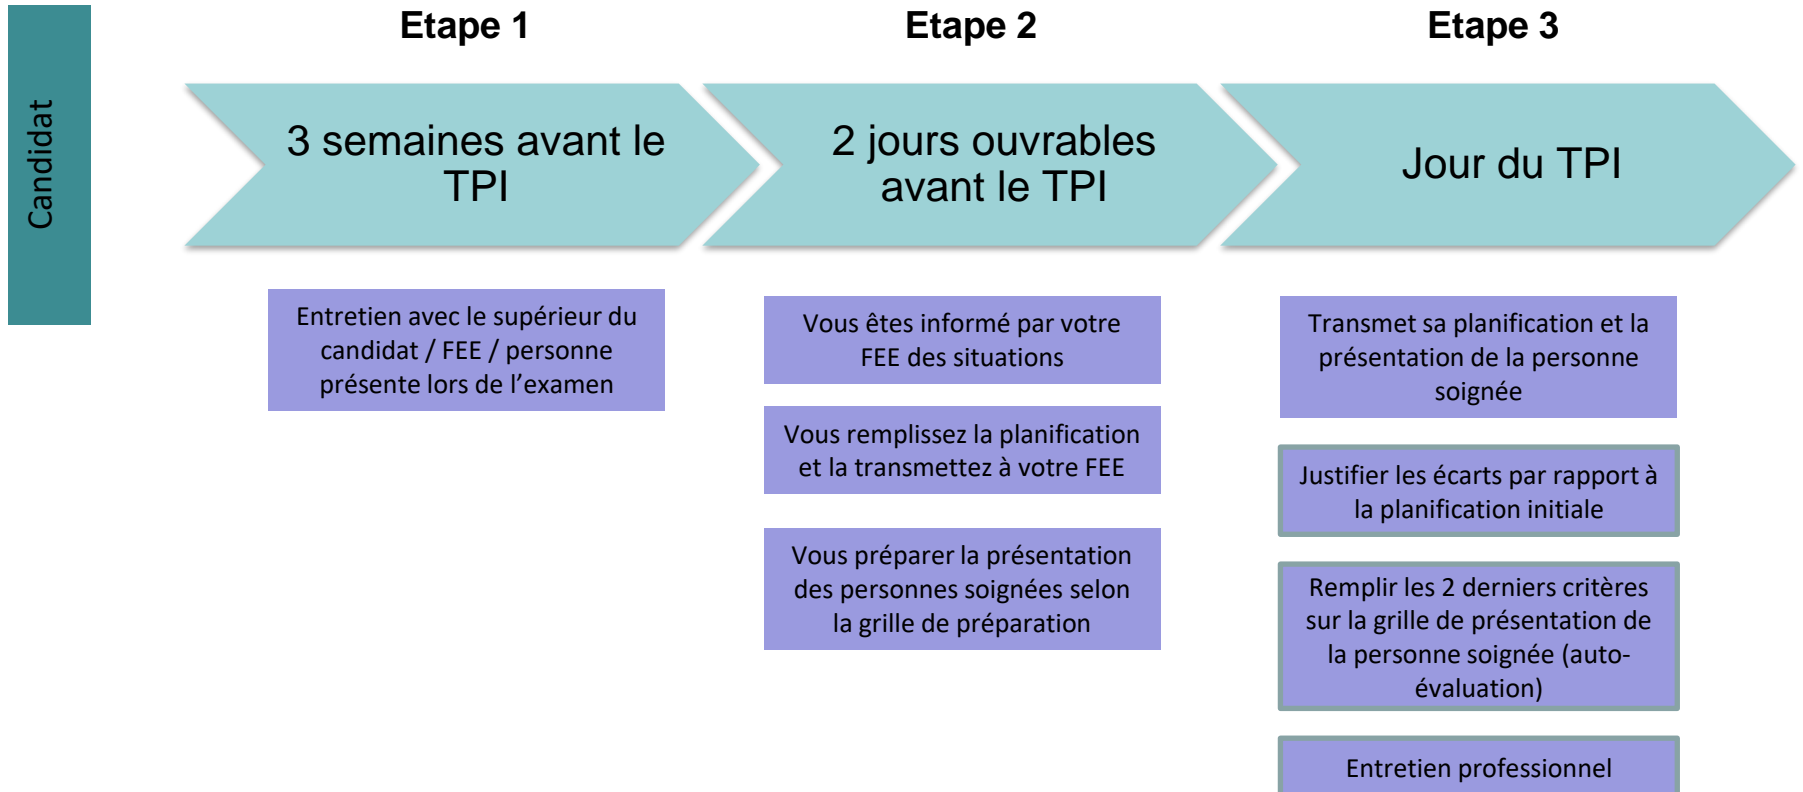 Candidat
Etape 1
Etape 2
Etape 3
3 semaines avant le
TPI
2 jours ouvrables
avant le TPI
Jour du TPI
Entretien avec le supérieur du
candidat / FEE / personne
présente lors de l’examen
Vous êtes informé par votre
FEE des situations
Vous remplissez la planification
et la transmettez à votre FEE
Vous préparer la présentation
des personnes soignées selon
la grille de préparation
Transmet sa planification et la
présentation de la personne
soignée
Justifier les écarts par rapport à
la planification initiale
Remplir les 2 derniers critères
sur la grille de présentation de
la personne soignée (auto-
évaluation)
Entretien professionnel